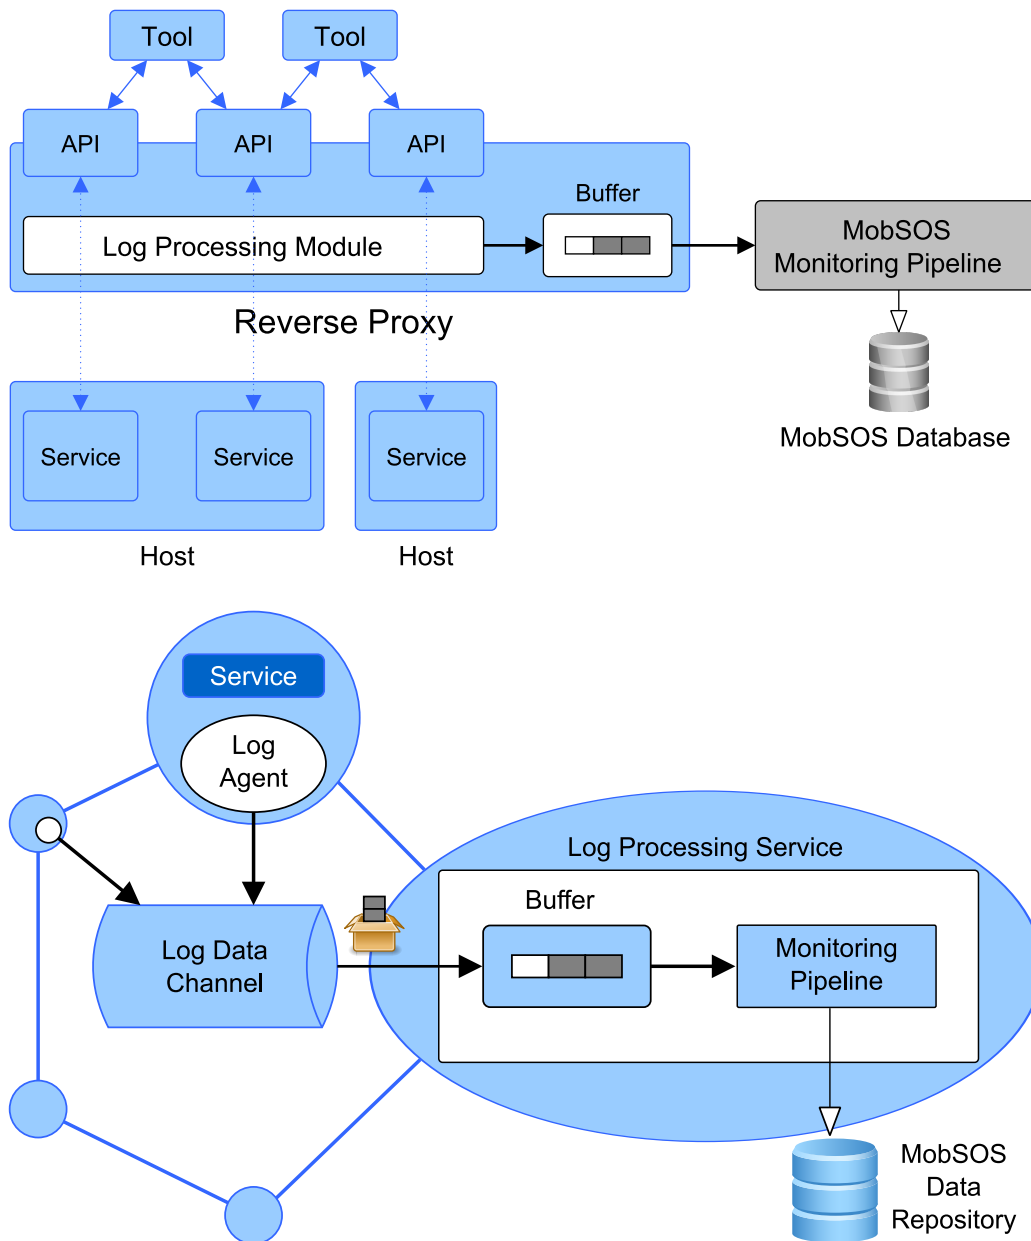 Tool
Tool
API
API
API
Buffer
Log Processing Module
MobSOS
Monitoring Pipeline
Reverse Proxy
MobSOS Database
Service
Service
Service
Host
Host
Service
Log
Agent
Log Processing Service
Buffer
Log Data
Channel
Monitoring
Pipeline
MobSOS
Data
Repository